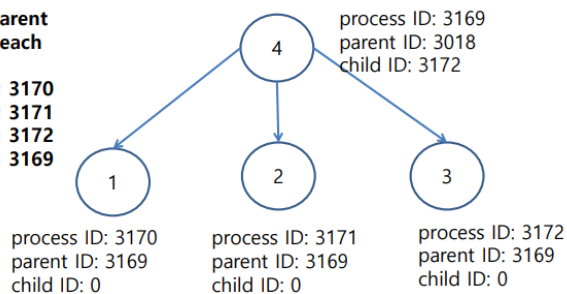 arent
each
3170
3171
3172
3169
4
process ID: 3169
parent ID: 3018
child ID: 3172
1
2
3
process ID: 3170
parent ID: 3169
child ID: 0
process ID: 3171
parent ID: 3169
child ID: 0
process ID: 3172
parent ID: 3169
child ID: 0